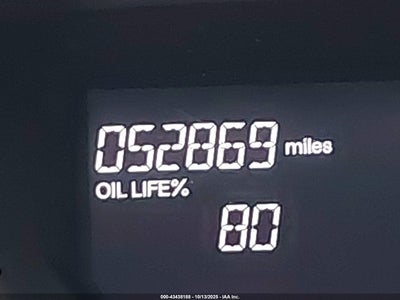 052869 miles
OIL LIFE%
80
000-43438188 - 10/13/2025 - IAA Inc.